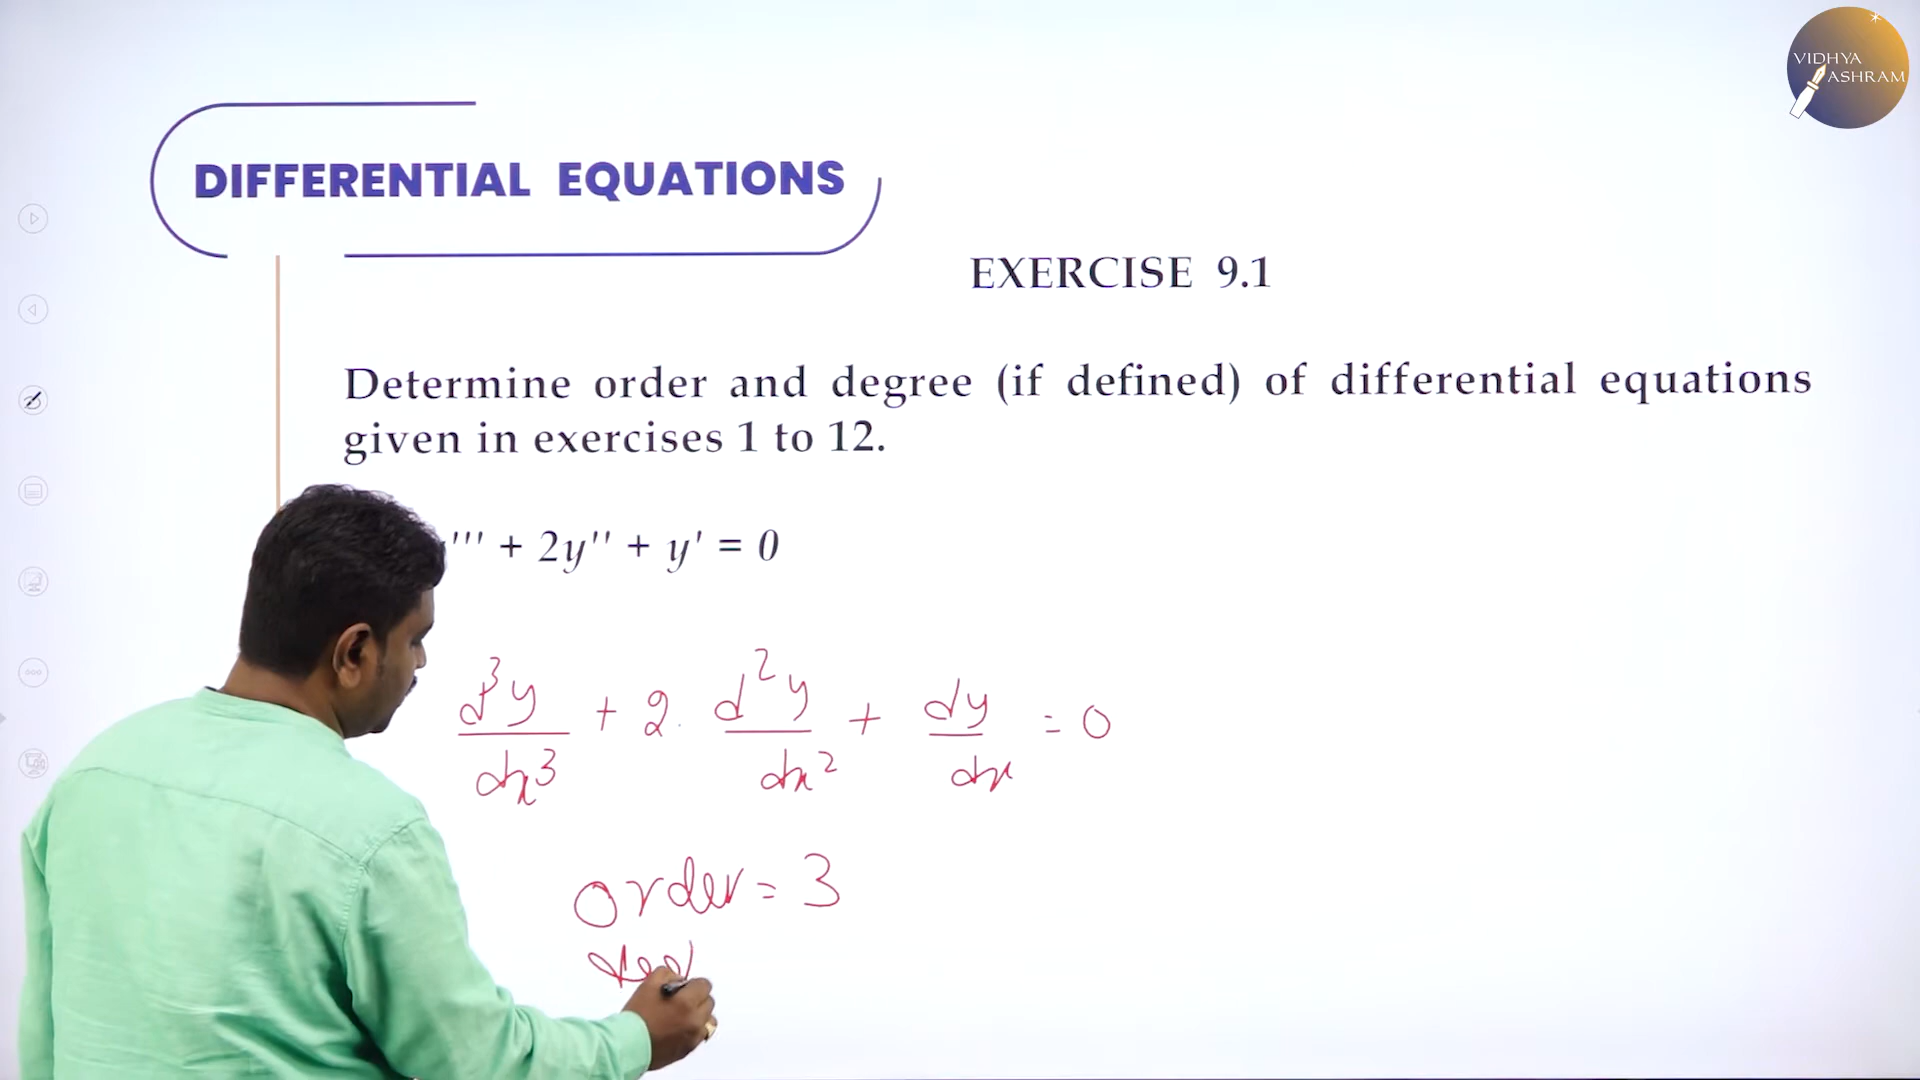 VIDHYA
ASHRAM
DIFFERENTIAL EQUATIONS
EXERCISE 9.1
Determine order and degree (if defined) of differential equations
given in exercises 1 to 12.
''' + 2y'' + y' = 0
d³y/dx³ + 2. d²y/dx² + dy/dx = 0
order = 3